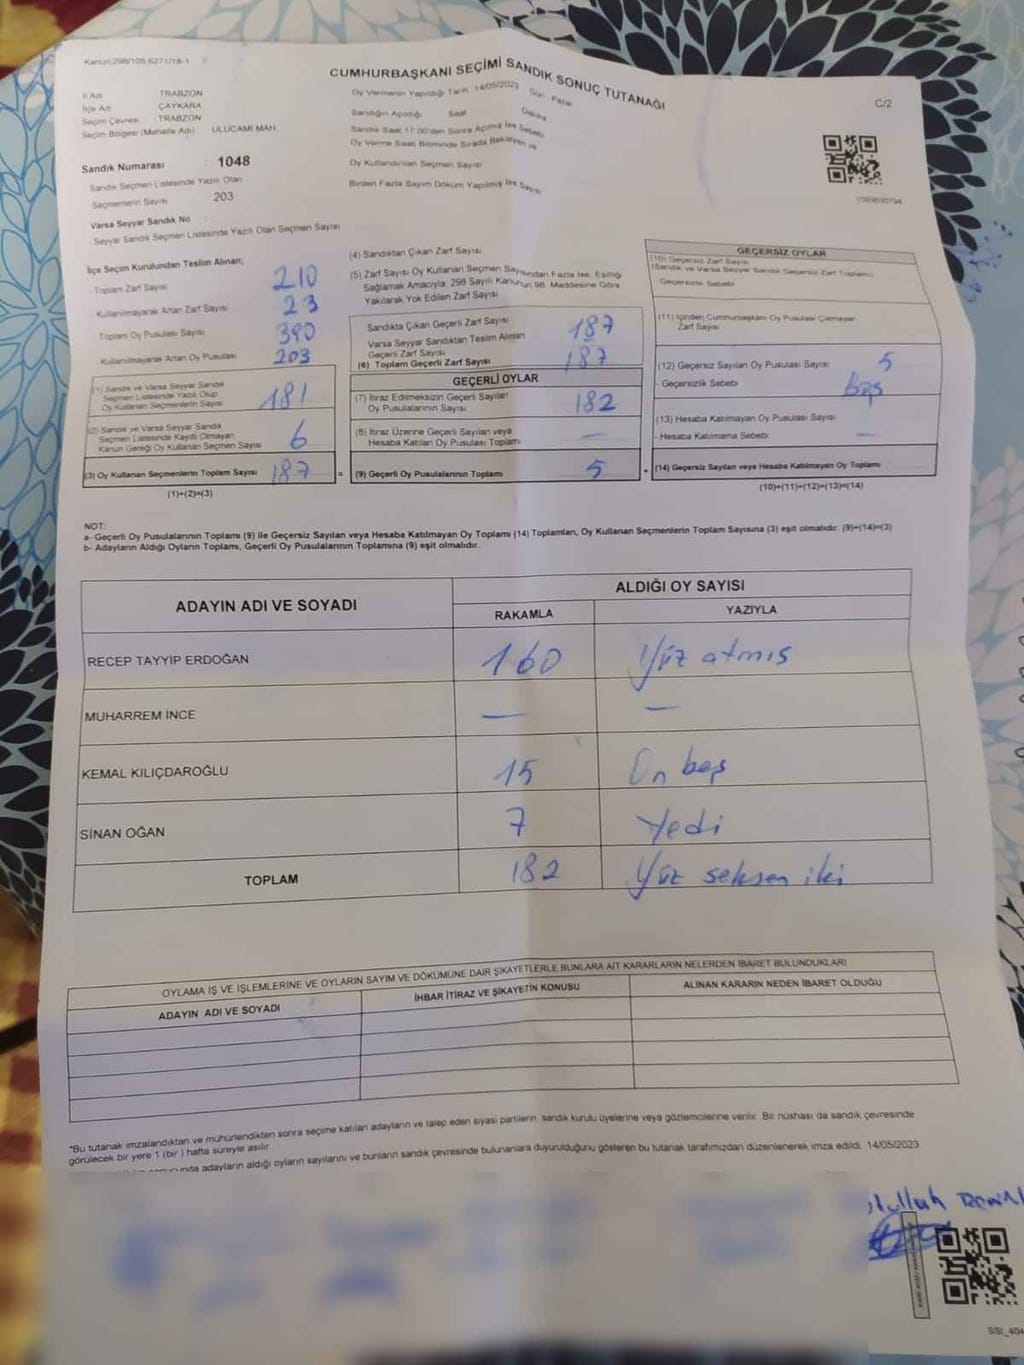 Kanun:298/105,6271/18-1
CUMHURBAŞKANI SEÇİMİ SANDIK SONUÇ TUTANAĞI
C/2
İl Adı : TRABZON
İlçe Adı : ÇAYKARA
Seçim Çevresi : TRABZON
Seçim Bölgesi (Mahalle Adı) : ULUCAMİ MAH.
Oy Vermenin Yapıldığı Tarih 14/05/2023 Gün: Pazar
Sandığın Açıldığı Saat Dakika
Sandık Saat 17:00'den Sonra Açılmış İse Sebebi
Oy Verme Saati Bitiminde Sırada Bekleyen ve
Oy Kullandırılan Seçmen Sayısı
Birden Fazla Sayım Döküm Yapılmış İse Sayısı
Sandık Numarası : 1048
Sandık Seçmen Listesinde Yazılı Olan
Seçmenlerin Sayısı 203
Varsa Seyyar Sandık No :
Seyyar Sandık Seçmen Listesinde Yazılı Olan Seçmen Sayısı
İlçe Seçim Kurulundan Teslim Alınan;
Toplam Zarf Sayısı 210
Kullanılmayarak Artan Zarf Sayısı 23
Toplam Oy Pusulası Sayısı 390
Kullanılmayarak Artan Oy Pusulası 203
(1) Sandık ve Varsa Seyyar Sandık
Seçmen Listesinde Yazılı Olup
Oy Kullanan Seçmenlerin Sayısı 181
(2) Sandık ve Varsa Seyyar Sandık
Seçmen Listesinde Kaydı Olmayan
Kanun Gereği Oy Kullanan Seçmen Sayısı 6
(3) Oy Kullanan Seçmenlerin Toplam Sayısı 187
(1)+(2)=(3)
(4) Sandıktan Çıkan Zarf Sayısı
(5) Zarf Sayısı Oy Kullanan Seçmen Sayısından Fazla İse, Eşitliği
Sağlamak Amacıyla, 298 Sayılı Kanunun 98. Maddesine Göre
Yakılarak Yok Edilen Zarf Sayısı
Sandıkta Çıkan Geçerli Zarf Sayısı 187
Varsa Seyyar Sandıktan Teslim Alınan
Geçerli Zarf Sayısı
(6) Toplam Geçerli Zarf Sayısı 187
GEÇERLİ OYLAR
(7) İtiraz Edilmeksizin Geçerli Sayılan
Oy Pusulalarının Sayısı 182
(8) İtiraz Üzerine Geçerli Sayılan veya
Hesaba Katılan Oy Pusulası Toplamı —
= (9) Geçerli Oy Pusulalarının Toplamı 5
GEÇERSİZ OYLAR
(10) Geçersiz Zarf Sayısı
(Sandık ve Varsa Seyyar Sandık Geçersiz Zarf Toplamı)
Geçersizlik Sebebi
(11) İçinden Cumhurbaşkanı Oy Pusulası Çıkmayan
Zarf Sayısı
(12) Geçersiz Sayılan Oy Pusulası Sayısı 5
- Geçersizlik Sebebi Beş
(13) Hesaba Katılmayan Oy Pusulası Sayısı
- Hesaba Katılmama Sebebi —
+ (14) Geçersiz Sayılan veya Hesaba Katılmayan Oy Toplamı
(10)+(11)+(12)+(13)=(14)
NOT:
a- Geçerli Oy Pusulalarının Toplamı (9) ile Geçersiz Sayılan veya Hesaba Katılmayan Oy Toplamı (14) Toplamları, Oy Kullanan Seçmenlerin Toplam Sayısına (3) eşit olmalıdır. (9)+(14)=(3)
b- Adayların Aldığı Oyların Toplamı, Geçerli Oy Pusulalarının Toplamına (9) eşit olmalıdır.
ADAYIN ADI VE SOYADI
ALDIĞI OY SAYISI
RAKAMLA YAZIYLA
RECEP TAYYİP ERDOĞAN 160 Yüz atmış
MUHARREM İNCE — —
KEMAL KILIÇDAROĞLU 15 On beş
SİNAN OĞAN 7 Yedi
TOPLAM 182 Yüz seksen iki
OYLAMA İŞ VE İŞLEMLERİNE VE OYLARIN SAYIM VE DÖKÜMÜNE DAİR ŞİKAYETLERLE BUNLARA AİT KARARLARIN NELERDEN İBARET BULUNDUKLARI
ADAYIN ADI VE SOYADI İHBAR İTİRAZ VE ŞİKAYETİN KONUSU ALINAN KARARIN NEDEN İBARET OLDUĞU
*Bu tutanak imzalandıktan ve mühürlendikten sonra seçime katılan adayların ve talep eden siyasi partilerin sandık kurulu üyelerine veya gözlemcilerine verilir. Bir nüshası da sandık çevresinde
görülecek bir yere 1 (bir ) hafta süreyle asılır.
adayların aldığı oyların sayılarını ve bunların sandık çevresinde bulunanlara duyurulduğunu gösteren bu tutanak tarafımızdan düzenlenerek imza edildi. 14/05/2023
SSI_404